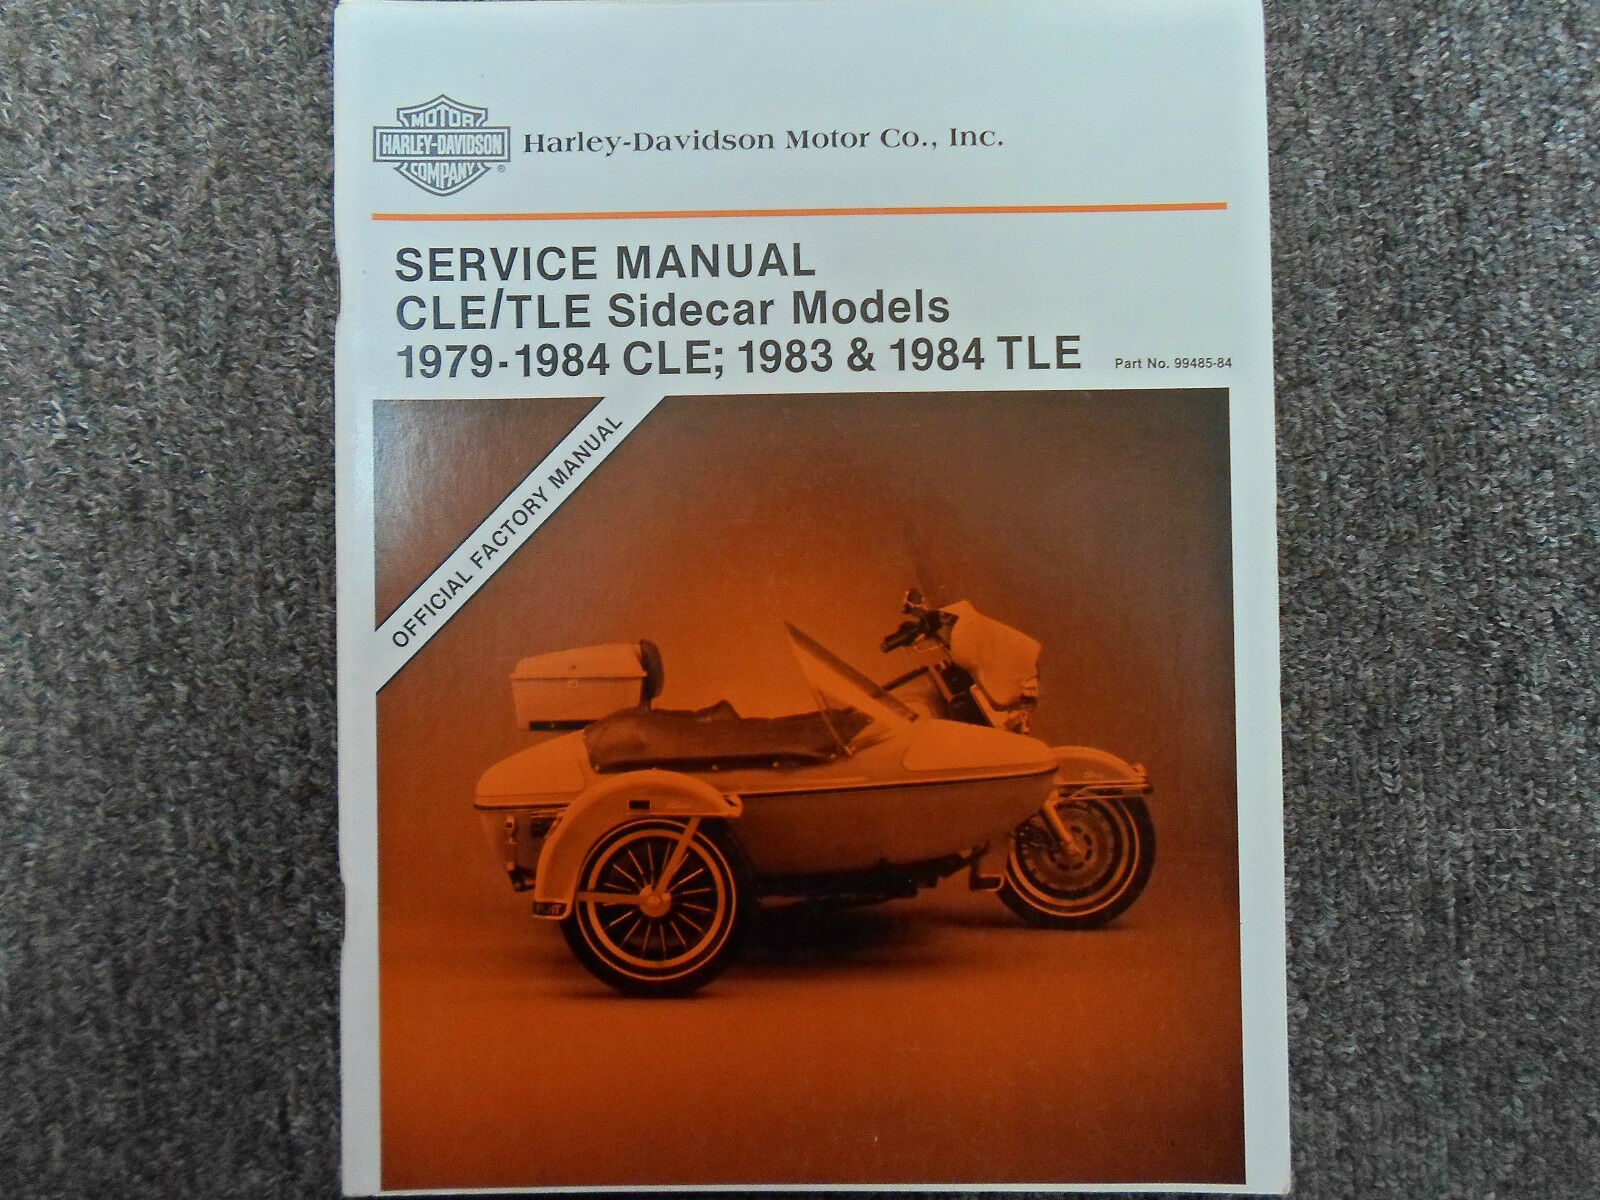 MOTOR
HARLEY-DAVIDSON
COMPANY
®
Harley-Davidson Motor Co., Inc.
SERVICE MANUAL
CLE/TLE Sidecar Models
1979-1984 CLE; 1983 & 1984 TLE
Part No. 99485-84
OFFICIAL FACTORY MANUAL